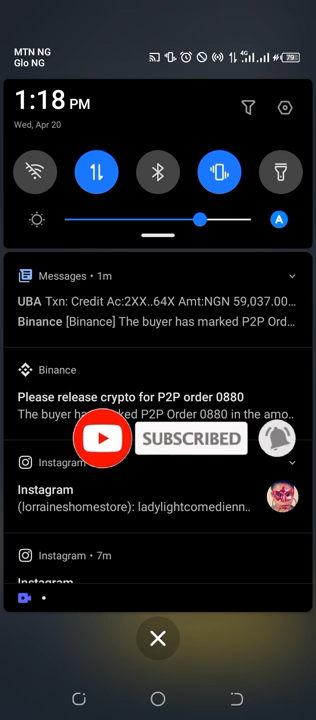 MTN NG
Glo NG
4G
79
1:18 PM
Wed, Apr 20
A
Messages • 1m
UBA Txn: Credit Ac:2XX..64X Amt:NGN 59,037.00...
Binance [Binance] The buyer has marked P2P Ord...
Binance
Please release crypto for P2P order 0880
The buyer ked P2P Order 0880 in the amo..
SUBSCRIBED
Instagram
Instagram
(lorraineshomestore): ladylightcomedienn..
Instagram • 7m
Instagram